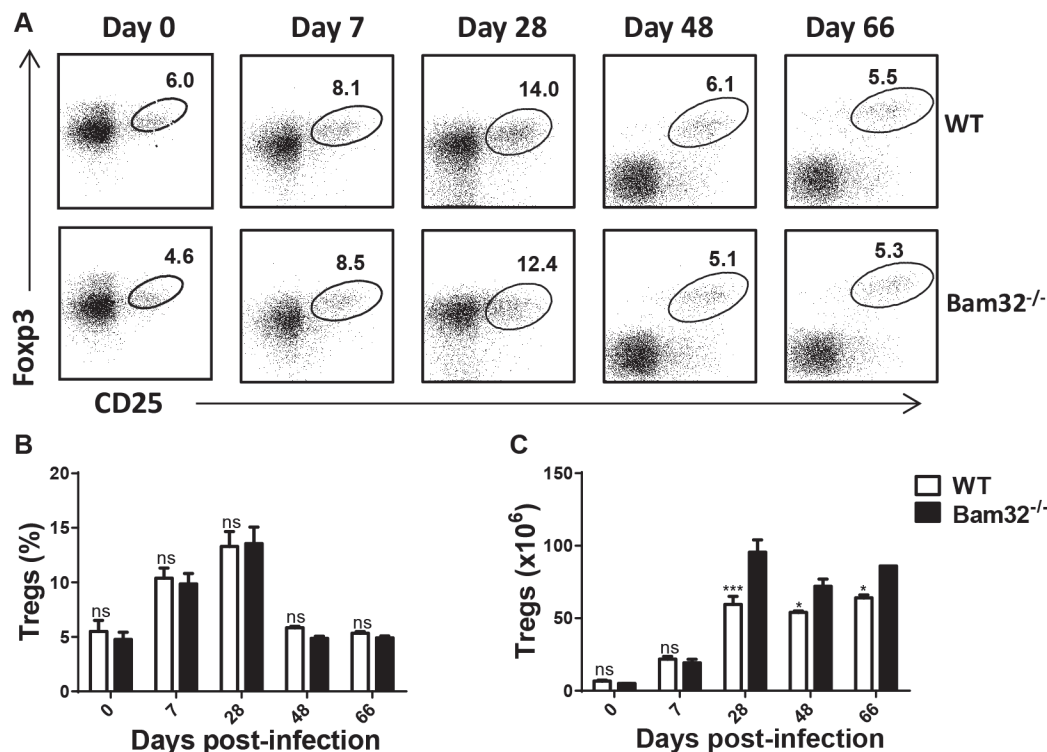 A
Day 0 Day 7 Day 28 Day 48 Day 66
6.0 8.1 14.0 6.1 5.5
WT
4.6 8.5 12.4 5.1 5.3
Bam32-/-
Foxp3
CD25
B
20
15
10
5
0
Tregs (%)
ns ns ns ns ns
0 7 28 48 66
Days post-infection
C
150
100
50
0
Tregs (x10⁶)
ns ns *** * *
0 7 28 48 66
Days post-infection
WT
Bam32-/-